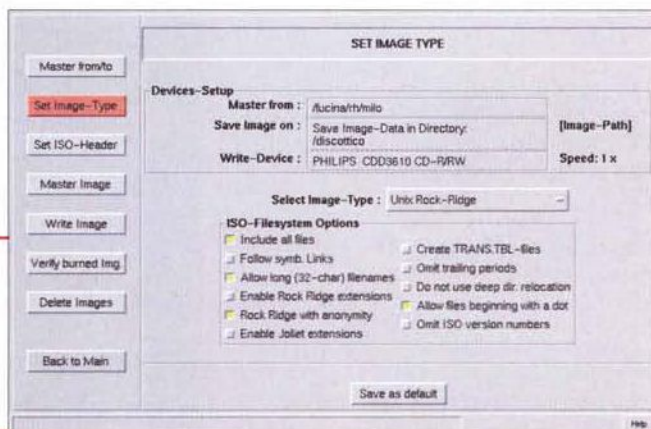 SET IMAGE TYPE
Master from/to
Set Image-Type
Set ISO-Header
Master Image
Write Image
Verify burned Img.
Delete Images
Back to Main
Devices-Setup
Master from : /lucina/rh/milo
Save Image on : Save Image-Data in Directory: [Image-Path]
/discottico
Write-Device : PHILIPS CDD3610 CD-R/RW Speed: 1 x
Select Image-Type : Unix Rock-Ridge
ISO-Filesystem Options
Include all files
Follow symb. Links
Allow long (32-char) filenames
Enable Rock Ridge extensions
Rock Ridge with anonymity
Enable Joliet extensions
Create TRANS.TBL-files
Omit trailing periods
Do not use deep dir. relocation
Allow files beginning with a dot
Omit ISO version numbers
Save as default
Help